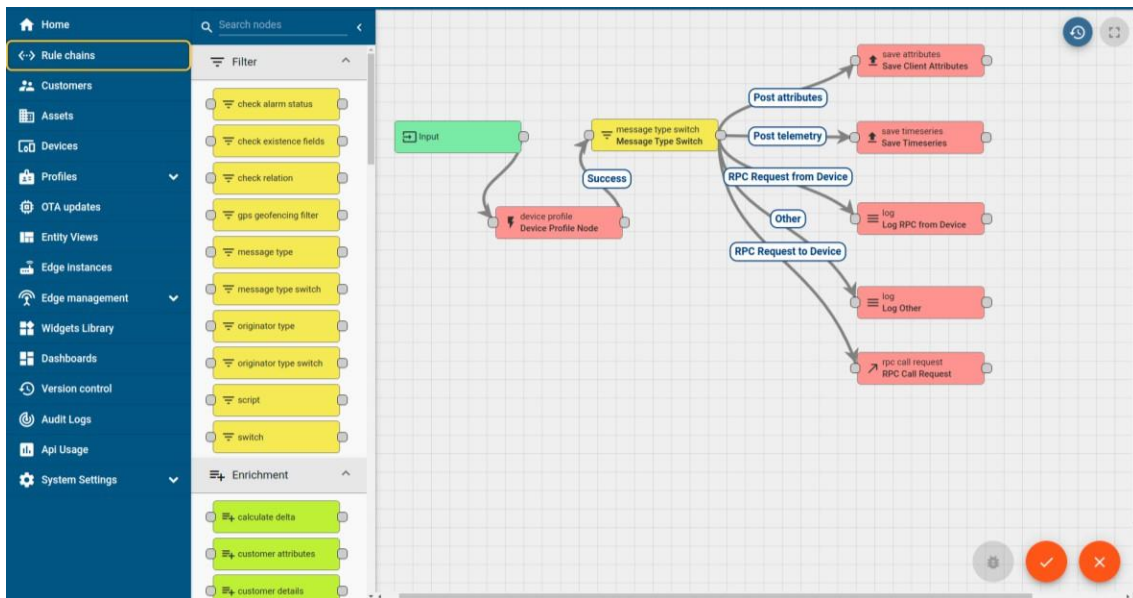 Home
Rule chains
Customers
Assets
Devices
Profiles
OTA updates
Entity Views
Edge instances
Edge management
Widgets Library
Dashboards
Version control
Audit Logs
Api Usage
System Settings
Search nodes
Filter
check alarm status
check existence fields
check relation
gps geofencing filter
message type
message type switch
originator type
originator type switch
script
switch
Enrichment
calculate delta
customer attributes
customer details
Input
device profile
Device Profile Node
Success
message type switch
Message Type Switch
Post attributes
Post telemetry
RPC Request from Device
Other
RPC Request to Device
save attributes
Save Client Attributes
save timeseries
Save Timeseries
log
Log RPC from Device
log
Log Other
rpc call request
RPC Call Request